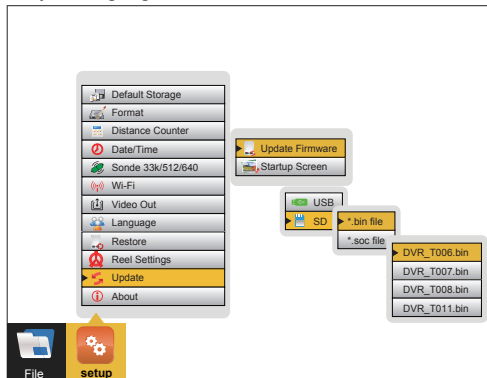 Default Storage
Format
Distance Counter
Date/Time
Sonde 33k/512/640
Wi-Fi
Video Out
Language
Restore
Reel Settings
Update
About
Update Firmware
Startup Screen
USB
SD
*.bin file
*.soc file
DVR_T006.bin
DVR_T007.bin
DVR_T008.bin
DVR_T011.bin
File
setup